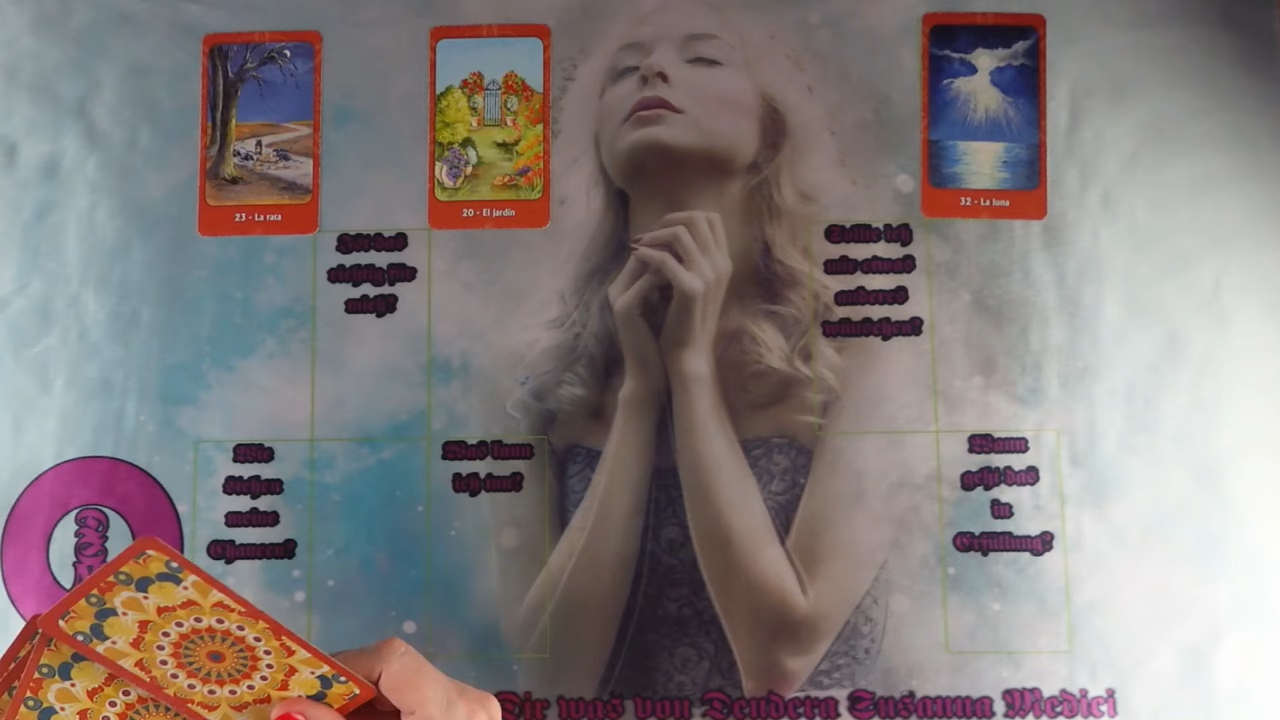 23 - La rata
20 - El jardín
32 - La luna
Ist das
richtig für
mich?
Sollte ich
mir etwas
anderes
wünschen?
Wie
stehen
meine
Chancen?
Was kann
ich tun?
Wann
geht das
in
Erfüllung?
Dir was von Dendera Susanna Medici